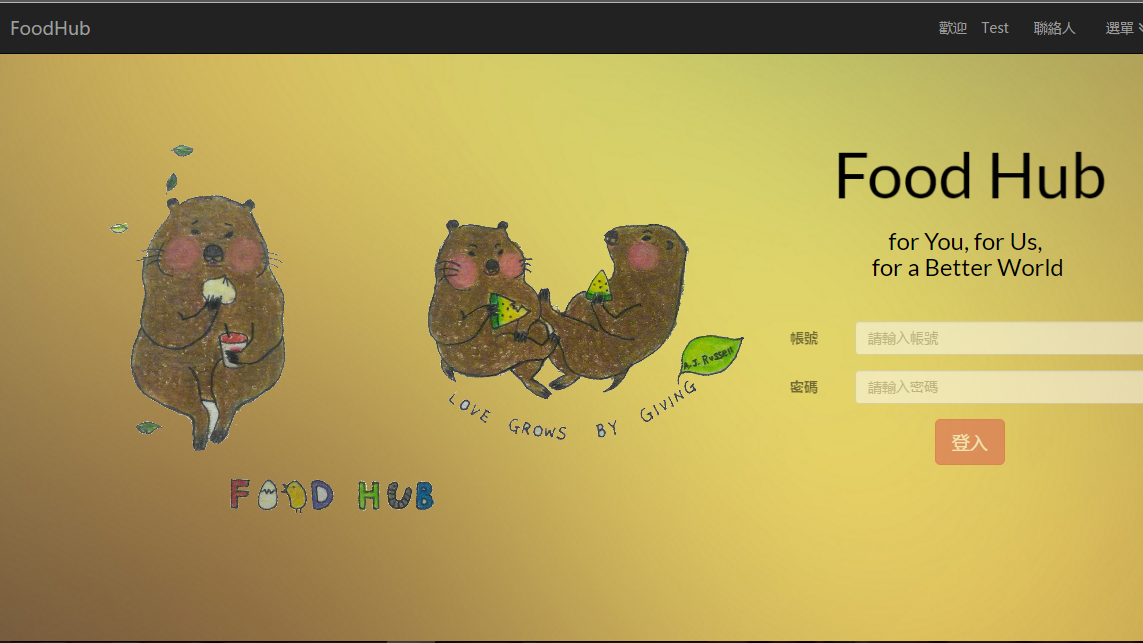 FoodHub
歡迎 Test 聯絡人 選單
Food Hub
for You, for Us,
for a Better World
帳號 請輸入帳號
密碼 請輸入密碼
登入
A.J. Russell
LOVE GROWS BY GIVING
FOOD HUB